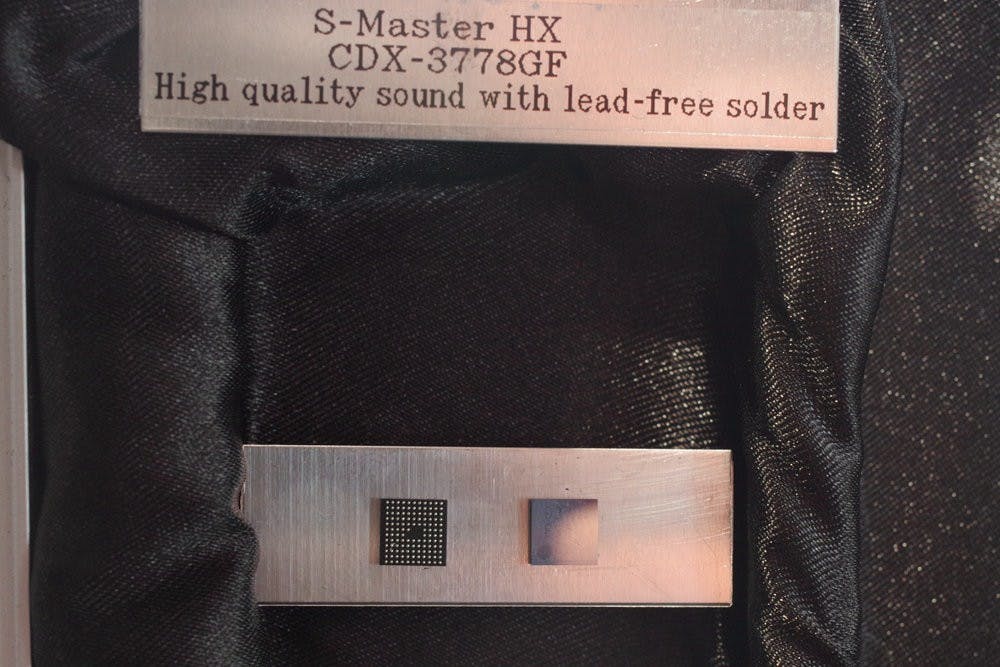 S-Master HX
CDX-3778GF
High quality sound with lead-free solder